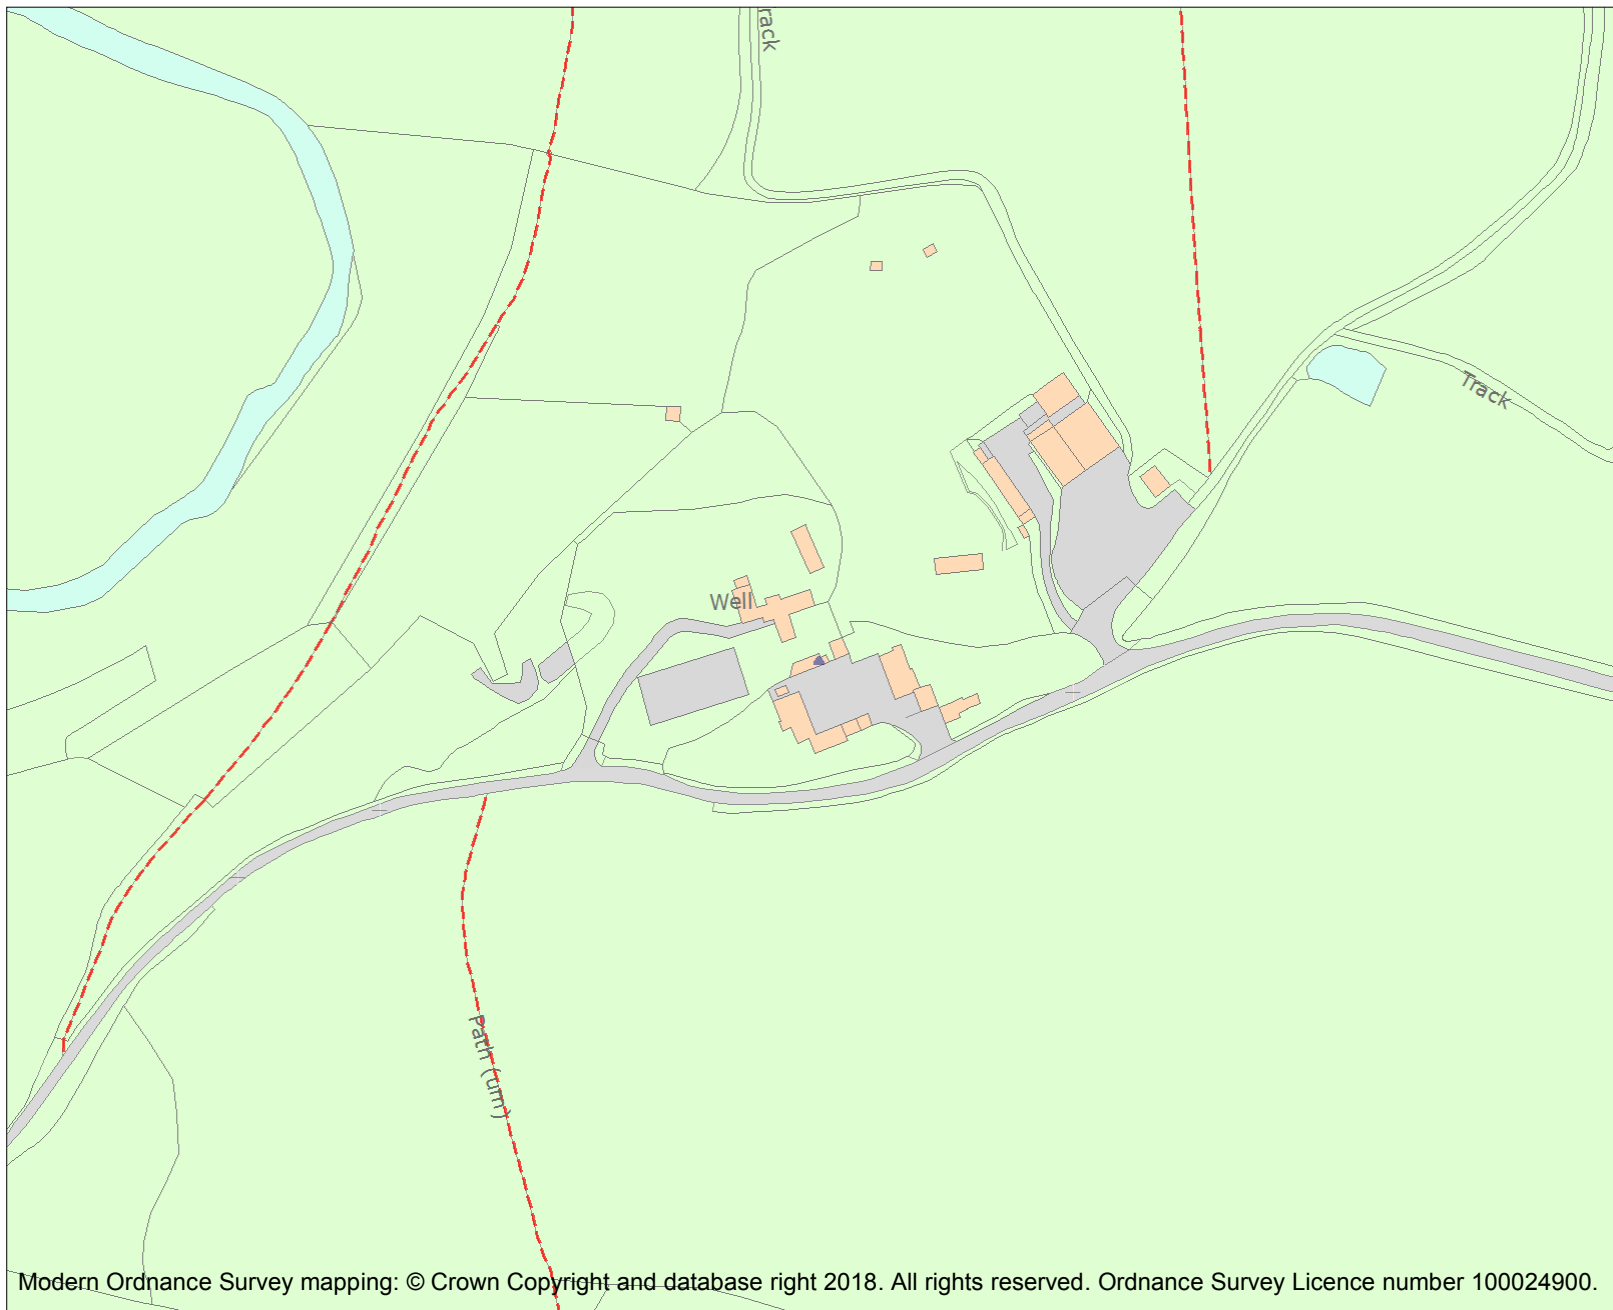 rack
Track
Well
Path (um)
Modern Ordnance Survey mapping: © Crown Copyright and database right 2018. All rights reserved. Ordnance Survey Licence number 100024900.